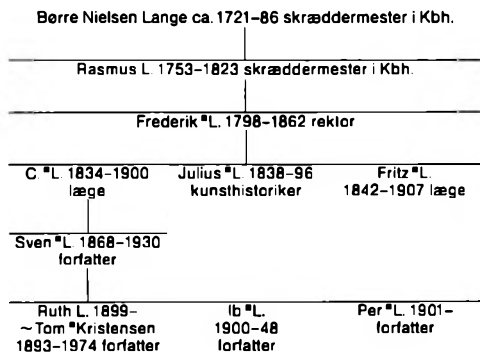 Børre Nielsen Lange ca. 1721-86 skræddermester i Kbh.
Rasmus L. 1753-1823 skræddermester i Kbh.
Frederik *L. 1798-1862 rektor
C. *L. 1834-1900 læge
Julius *L. 1838-96 kunsthistoriker
Fritz *L. 1842-1907 læge
Sven *L. 1868-1930 forfatter
Ruth L. 1899- ~Tom *Kristensen 1893-1974 forfatter
Ib *L. 1900-48 forfatter
Per *L. 1901- forfatter